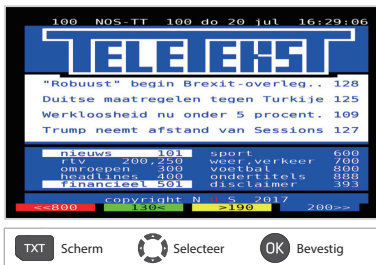 100 NOS-TT 100 do 20 jul 16:29:06
TELETEKST
"Robuust" begin Brexit-overleg.. 128
Duitse maatregelen tegen Turkije 125
Werkloosheid nu onder 5 procent. 109
Trump neemt afstand van Sessions 127
nieuws 101 sport 600
rtv 200,250 weer,verkeer 700
omroepen 300 voetbal 800
headlines 400 ondertitels 888
financieel 501 disclaimer 393
copyright N O S 2017
<<800 130< >190 200>>
TXT Scherm Selecteer OK Bevestig